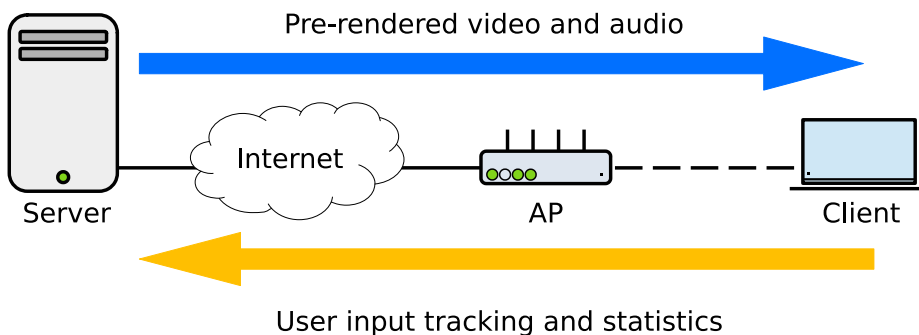 Pre-rendered video and audio
Internet
Server
AP
Client
User input tracking and statistics